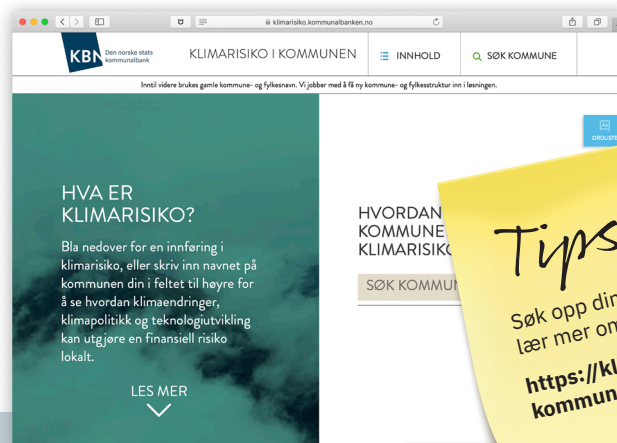 klimarisiko.kommunalbanken.no
KBN Den norske stats
kommunalbank
KLIMARISIKO I KOMMUNEN
INNHOLD
SØK KOMMUNE
Inntil videre brukes gamle kommune- og fylkesnavn. Vi jobber med å få ny kommune- og fylkesstruktur inn i løsningen.
ORDLISTE
HVA ER
KLIMARISIKO?
Bla nedover for en innføring i
klimarisiko, eller skriv inn navnet på
kommunen din i feltet til høyre for
å se hvordan klimaendringer,
klimapolitikk og teknologiutvikling
kan utgjøre en finansiell risiko
lokalt.
LES MER
HVORDAN
KOMMUNE
KLIMARISIKO
SØK KOMMUN
Tips
Søk opp din
lær mer om
https://kl
kommun